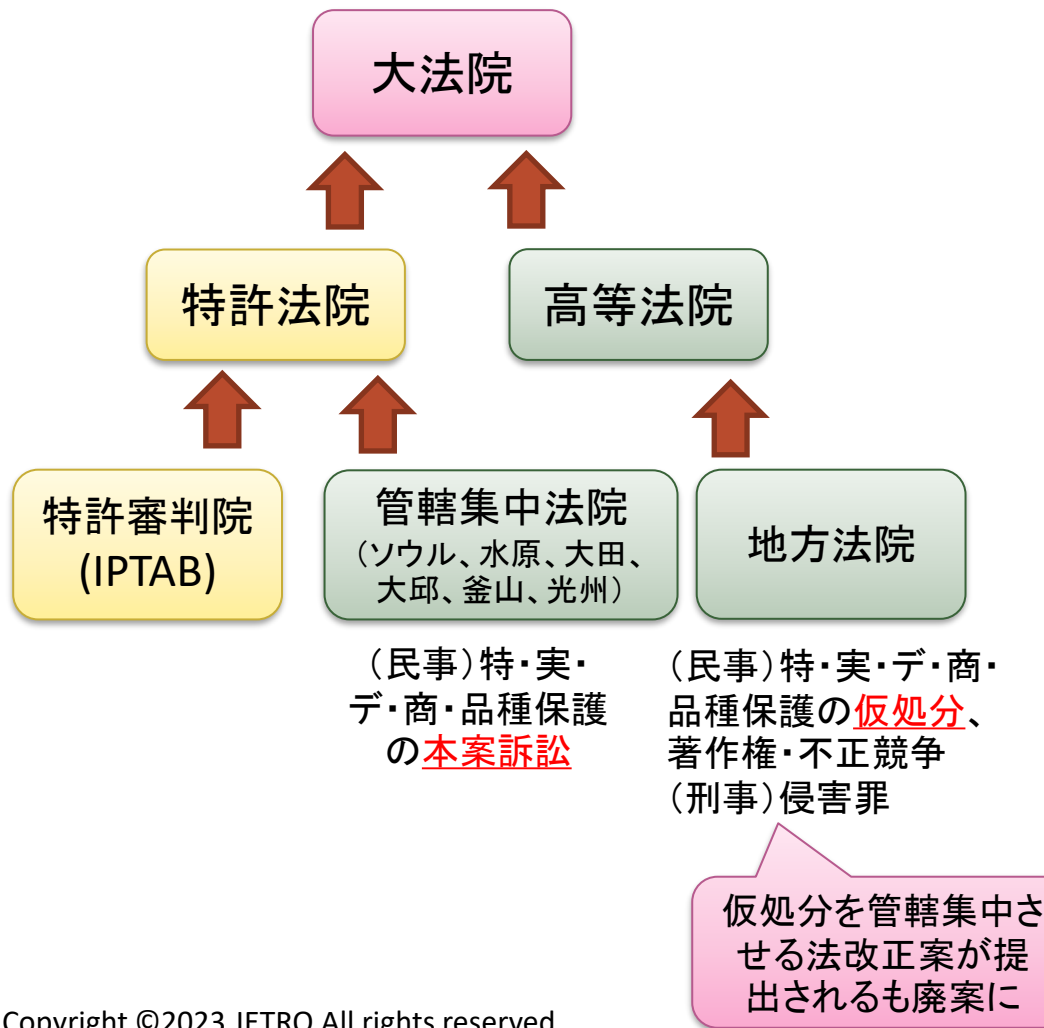 大法院
特許法院
高等法院
特許審判院
(IPTAB)
管轄集中法院
（ソウル、水原、大田、
大邱、釜山、光州）
地方法院
（民事）特・実・
デ・商・品種保護
の本案訴訟
（民事）特・実・デ・商・
品種保護の仮処分、
著作権・不正競争
（刑事）侵害罪
仮処分を管轄集中さ
せる法改正案が提
出されるも廃案に
Copyright ©2023 JETRO All rights reserved